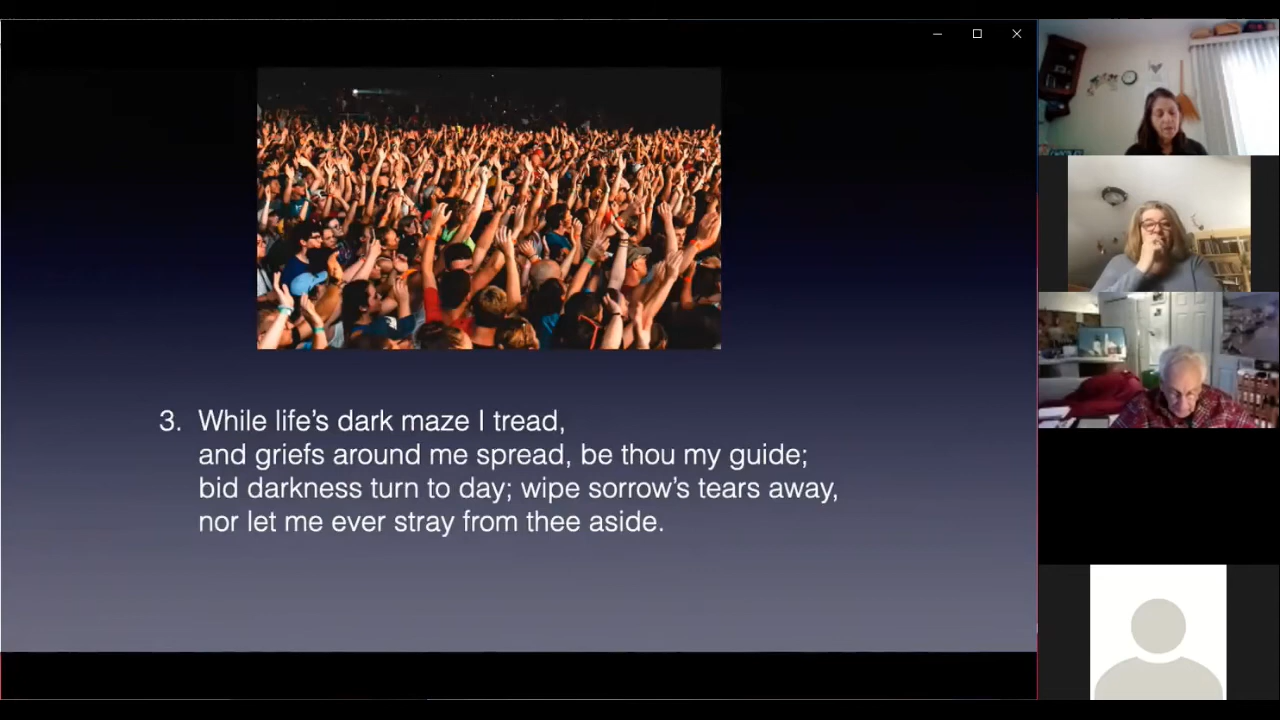 3. While life's dark maze I tread,
and griefs around me spread, be thou my guide;
bid darkness turn to day; wipe sorrow's tears away,
nor let me ever stray from thee aside.